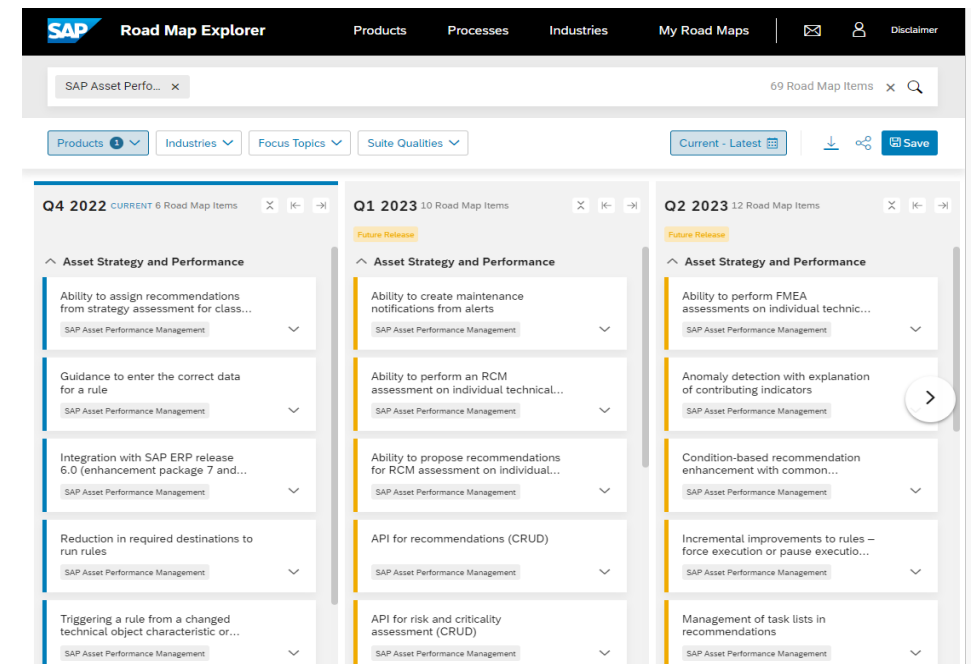 SAP Road Map Explorer Products Processes Industries My Road Maps Disclaimer
SAP Asset Perfo... × 69 Road Map Items ×
Products 1 Industries Focus Topics Suite Qualities Current - Latest Save
Q4 2022 CURRENT 6 Road Map Items
Asset Strategy and Performance
Ability to assign recommendations
from strategy assessment for class...
SAP Asset Performance Management
Guidance to enter the correct data
for a rule
SAP Asset Performance Management
Integration with SAP ERP release
6.0 (enhancement package 7 and...
SAP Asset Performance Management
Reduction in required destinations to
run rules
SAP Asset Performance Management
Triggering a rule from a changed
technical object characteristic or...
SAP Asset Performance Management
Q1 2023 10 Road Map Items
Future Release
Asset Strategy and Performance
Ability to create maintenance
notifications from alerts
SAP Asset Performance Management
Ability to perform an RCM
assessment on individual technical...
SAP Asset Performance Management
Ability to propose recommendations
for RCM assessment on individual...
SAP Asset Performance Management
API for recommendations (CRUD)
SAP Asset Performance Management
API for risk and criticality
assessment (CRUD)
SAP Asset Performance Management
Q2 2023 12 Road Map Items
Future Release
Asset Strategy and Performance
Ability to perform FMEA
assessments on individual technic...
SAP Asset Performance Management
Anomaly detection with explanation
of contributing indicators
SAP Asset Performance Management
Condition-based recommendation
enhancement with common...
SAP Asset Performance Management
Incremental improvements to rules –
force execution or pause executio...
SAP Asset Performance Management
Management of task lists in
recommendations
SAP Asset Performance Management